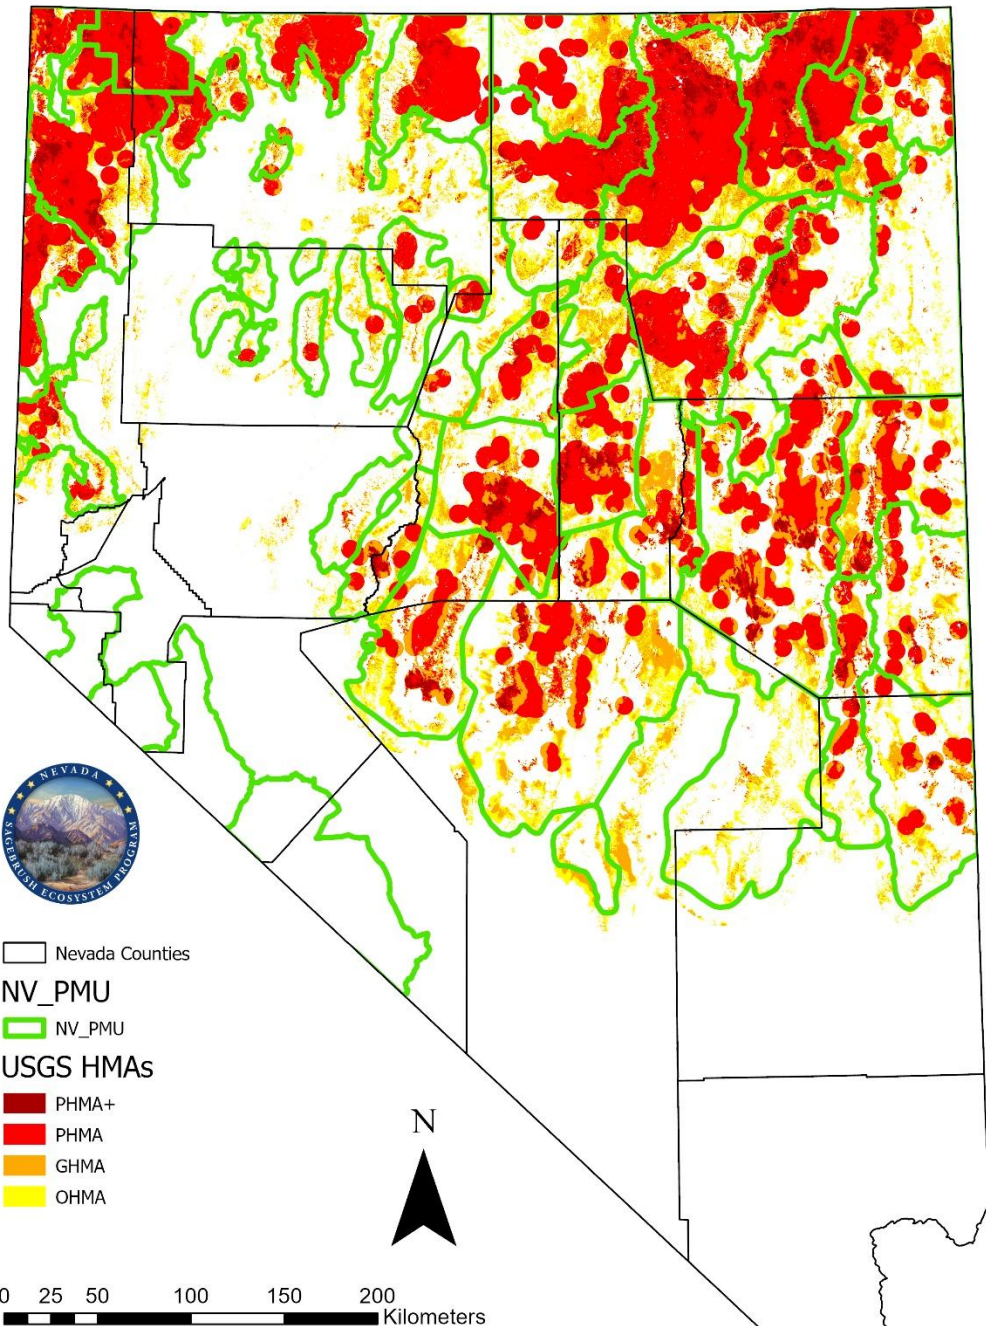 NEVADA
SAGEBRUSH ECOSYSTEM PROGRAM
Nevada Counties
NV_PMU
NV_PMU
USGS HMAs
PHMA+
PHMA
GHMA
OHMA
N
0 25 50 100 150 200
Kilometers